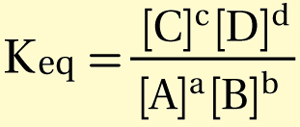 Keq = [C]ᶜ[D]ᵈ / [A]ᵃ[B]ᵇ